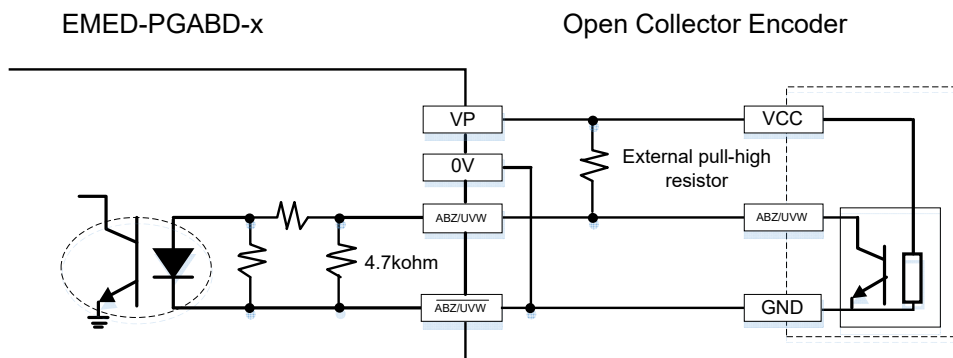 EMED-PGABD-x
Open Collector Encoder
VP
VCC
0V
External pull-high
resistor
ABZ/UVW
ABZ/UVW
4.7kohm
ABZ/UVW
GND